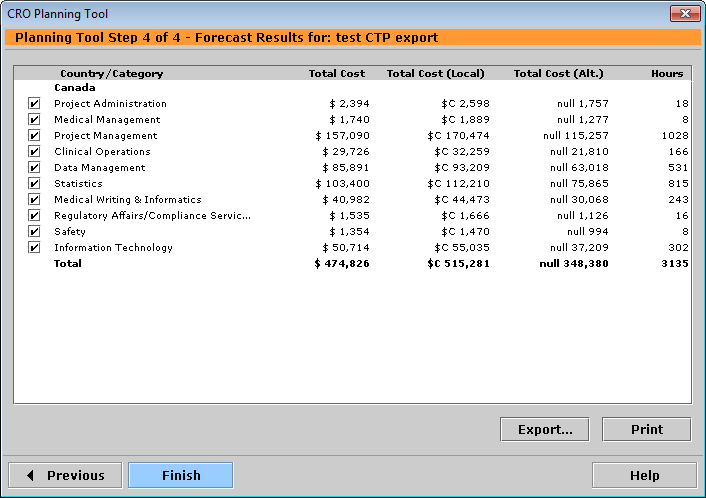 CRO Planning Tool
Planning Tool Step 4 of 4 - Forecast Results for: test CTP export
Country/Category Total Cost Total Cost (Local) Total Cost (Alt.) Hours
Canada
Project Administration $ 2,394 $C 2,598 null 1,757 18
Medical Management $ 1,740 $C 1,889 null 1,277 8
Project Management $ 157,090 $C 170,474 null 115,257 1028
Clinical Operations $ 29,726 $C 32,259 null 21,810 166
Data Management $ 85,891 $C 93,209 null 63,018 531
Statistics $ 103,400 $C 112,210 null 75,865 815
Medical Writing & Informatics $ 40,982 $C 44,473 null 30,068 243
Regulatory Affairs/Compliance Servic... $ 1,535 $C 1,666 null 1,126 16
Safety $ 1,354 $C 1,470 null 994 8
Information Technology $ 50,714 $C 55,035 null 37,209 302
Total $ 474,826 $C 515,281 null 348,380 3135
Export... Print
Previous Finish Help